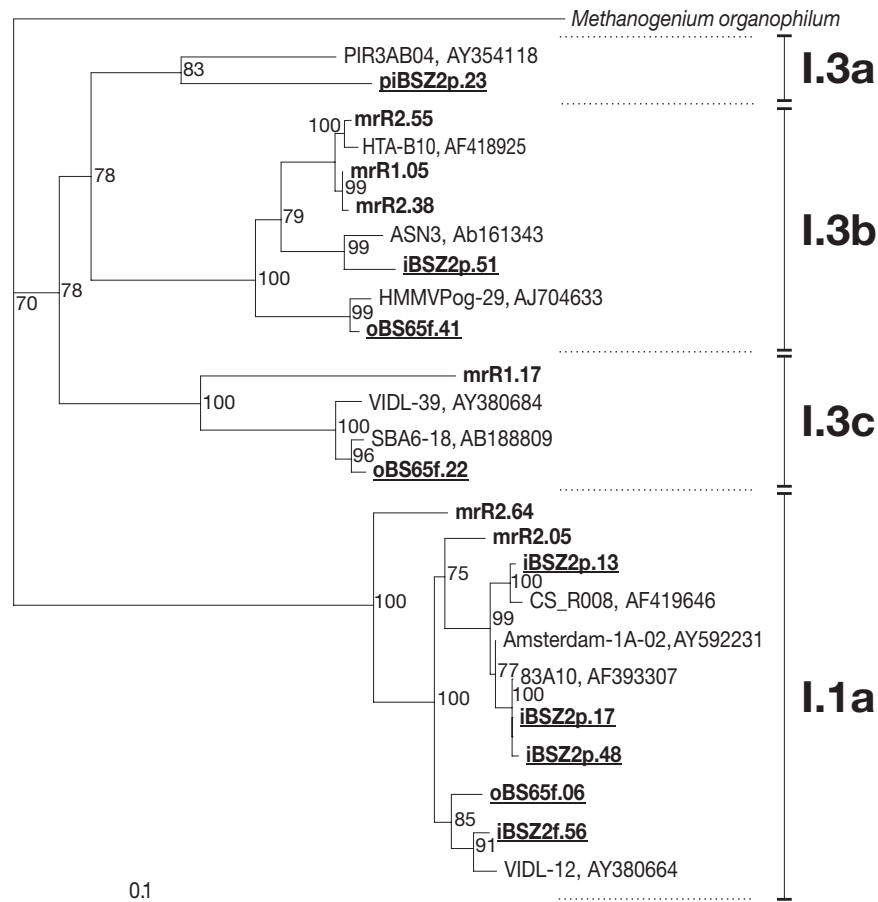 Methanogenium organophilum
PIR3AB04, AY354118
83
piBSZ2p.23
I.3a
mrR2.55
100
HTA-B10, AF418925
mrR1.05
99
mrR2.38
78
79
ASN3, Ab161343
99
iBSZ2p.51
I.3b
100
HMMVPog-29, AJ704633
99
oBS65f.41
70
78
mrR1.17
100
VIDL-39, AY380684
100
SBA6-18, AB188809
96
oBS65f.22
I.3c
mrR2.64
mrR2.05
iBSZ2p.13
75
100
CS_R008, AF419646
100
99
Amsterdam-1A-02, AY592231
77
83A10, AF393307
100
100
iBSZ2p.17
iBSZ2p.48
I.1a
oBS65f.06
85
iBSZ2f.56
91
VIDL-12, AY380664
0.1